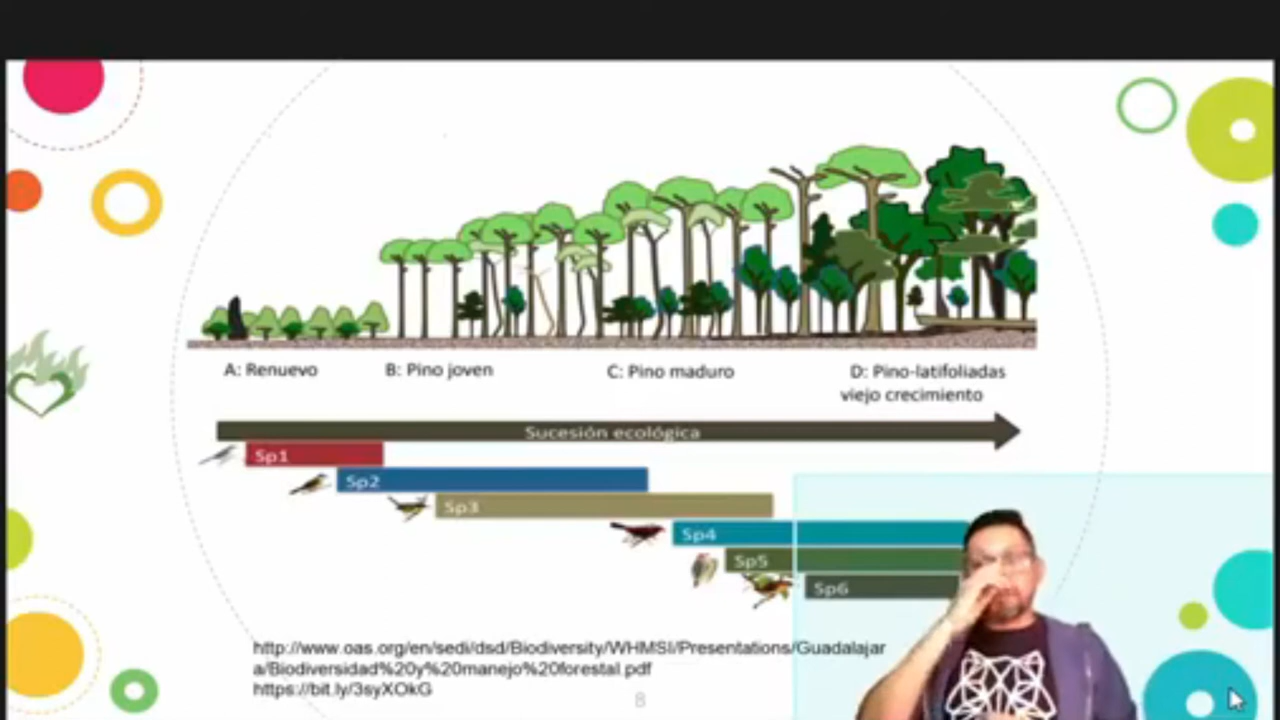 A: Renuevo
B: Pino joven
C: Pino maduro
D: Pino-latifoliadas
viejo crecimiento
Sucesión ecológica
Sp1
Sp2
Sp3
Sp4
Sp5
Sp6
http://www.oas.org/en/sedi/dsd/Biodiversity/WHMSI/Presentations/Guadalajar
a/Biodiversidad%20y%20manejo%20forestal.pdf
https://bit.ly/3syXOkG
8